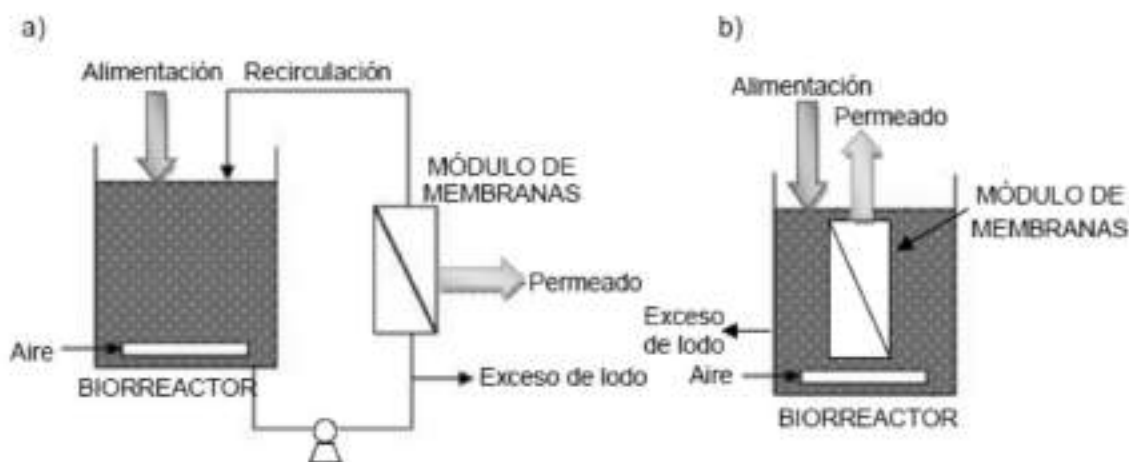 a)
Alimentación
Recirculación
MÓDULO DE
MEMBRANAS
Permeado
Aire
BIORREACTOR
Exceso de lodo
b)
Alimentación
Permeado
MÓDULO DE
MEMBRANAS
Exceso
de lodo
Aire
BIORREACTOR